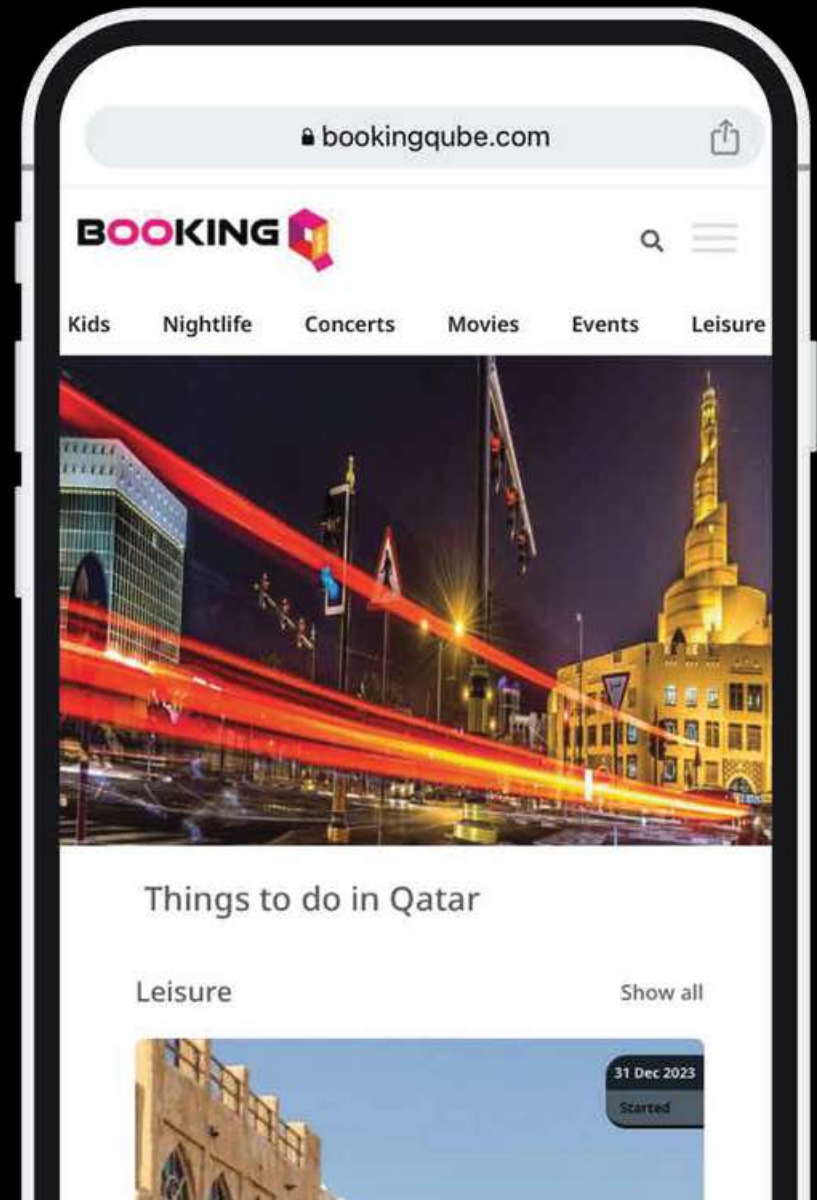 bookingqube.com
BOOKING
Kids Nightlife Concerts Movies Events Leisure
Things to do in Qatar
Leisure Show all
31 Dec 2023
Started